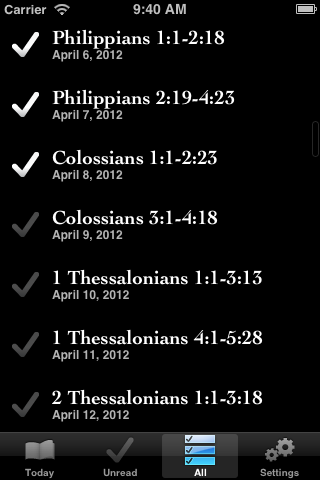 Carrier 9:40 AM
Philippians 1:1-2:18
April 6, 2012
Philippians 2:19-4:23
April 7, 2012
Colossians 1:1-2:23
April 8, 2012
Colossians 3:1-4:18
April 9, 2012
1 Thessalonians 1:1-3:13
April 10, 2012
1 Thessalonians 4:1-5:28
April 11, 2012
2 Thessalonians 1:1-3:18
April 12, 2012
Today Unread All Settings